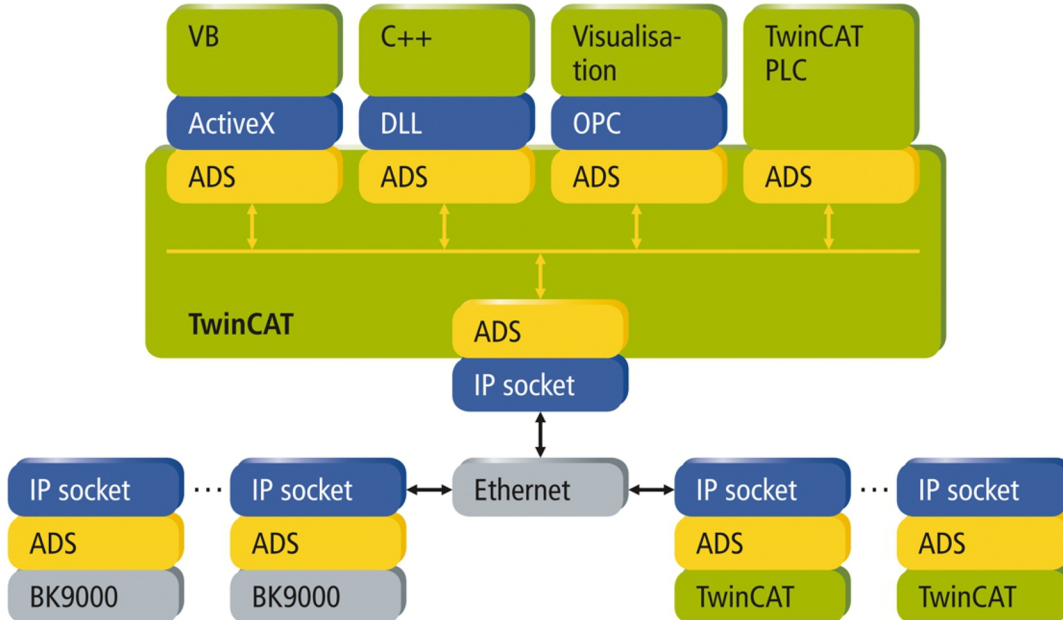 VB
C++
Visualisa-
tion
TwinCAT
PLC
ActiveX
DLL
OPC
ADS
ADS
ADS
ADS
TwinCAT
ADS
IP socket
IP socket
...
IP socket
Ethernet
IP socket
...
IP socket
ADS
ADS
ADS
ADS
BK9000
BK9000
TwinCAT
TwinCAT